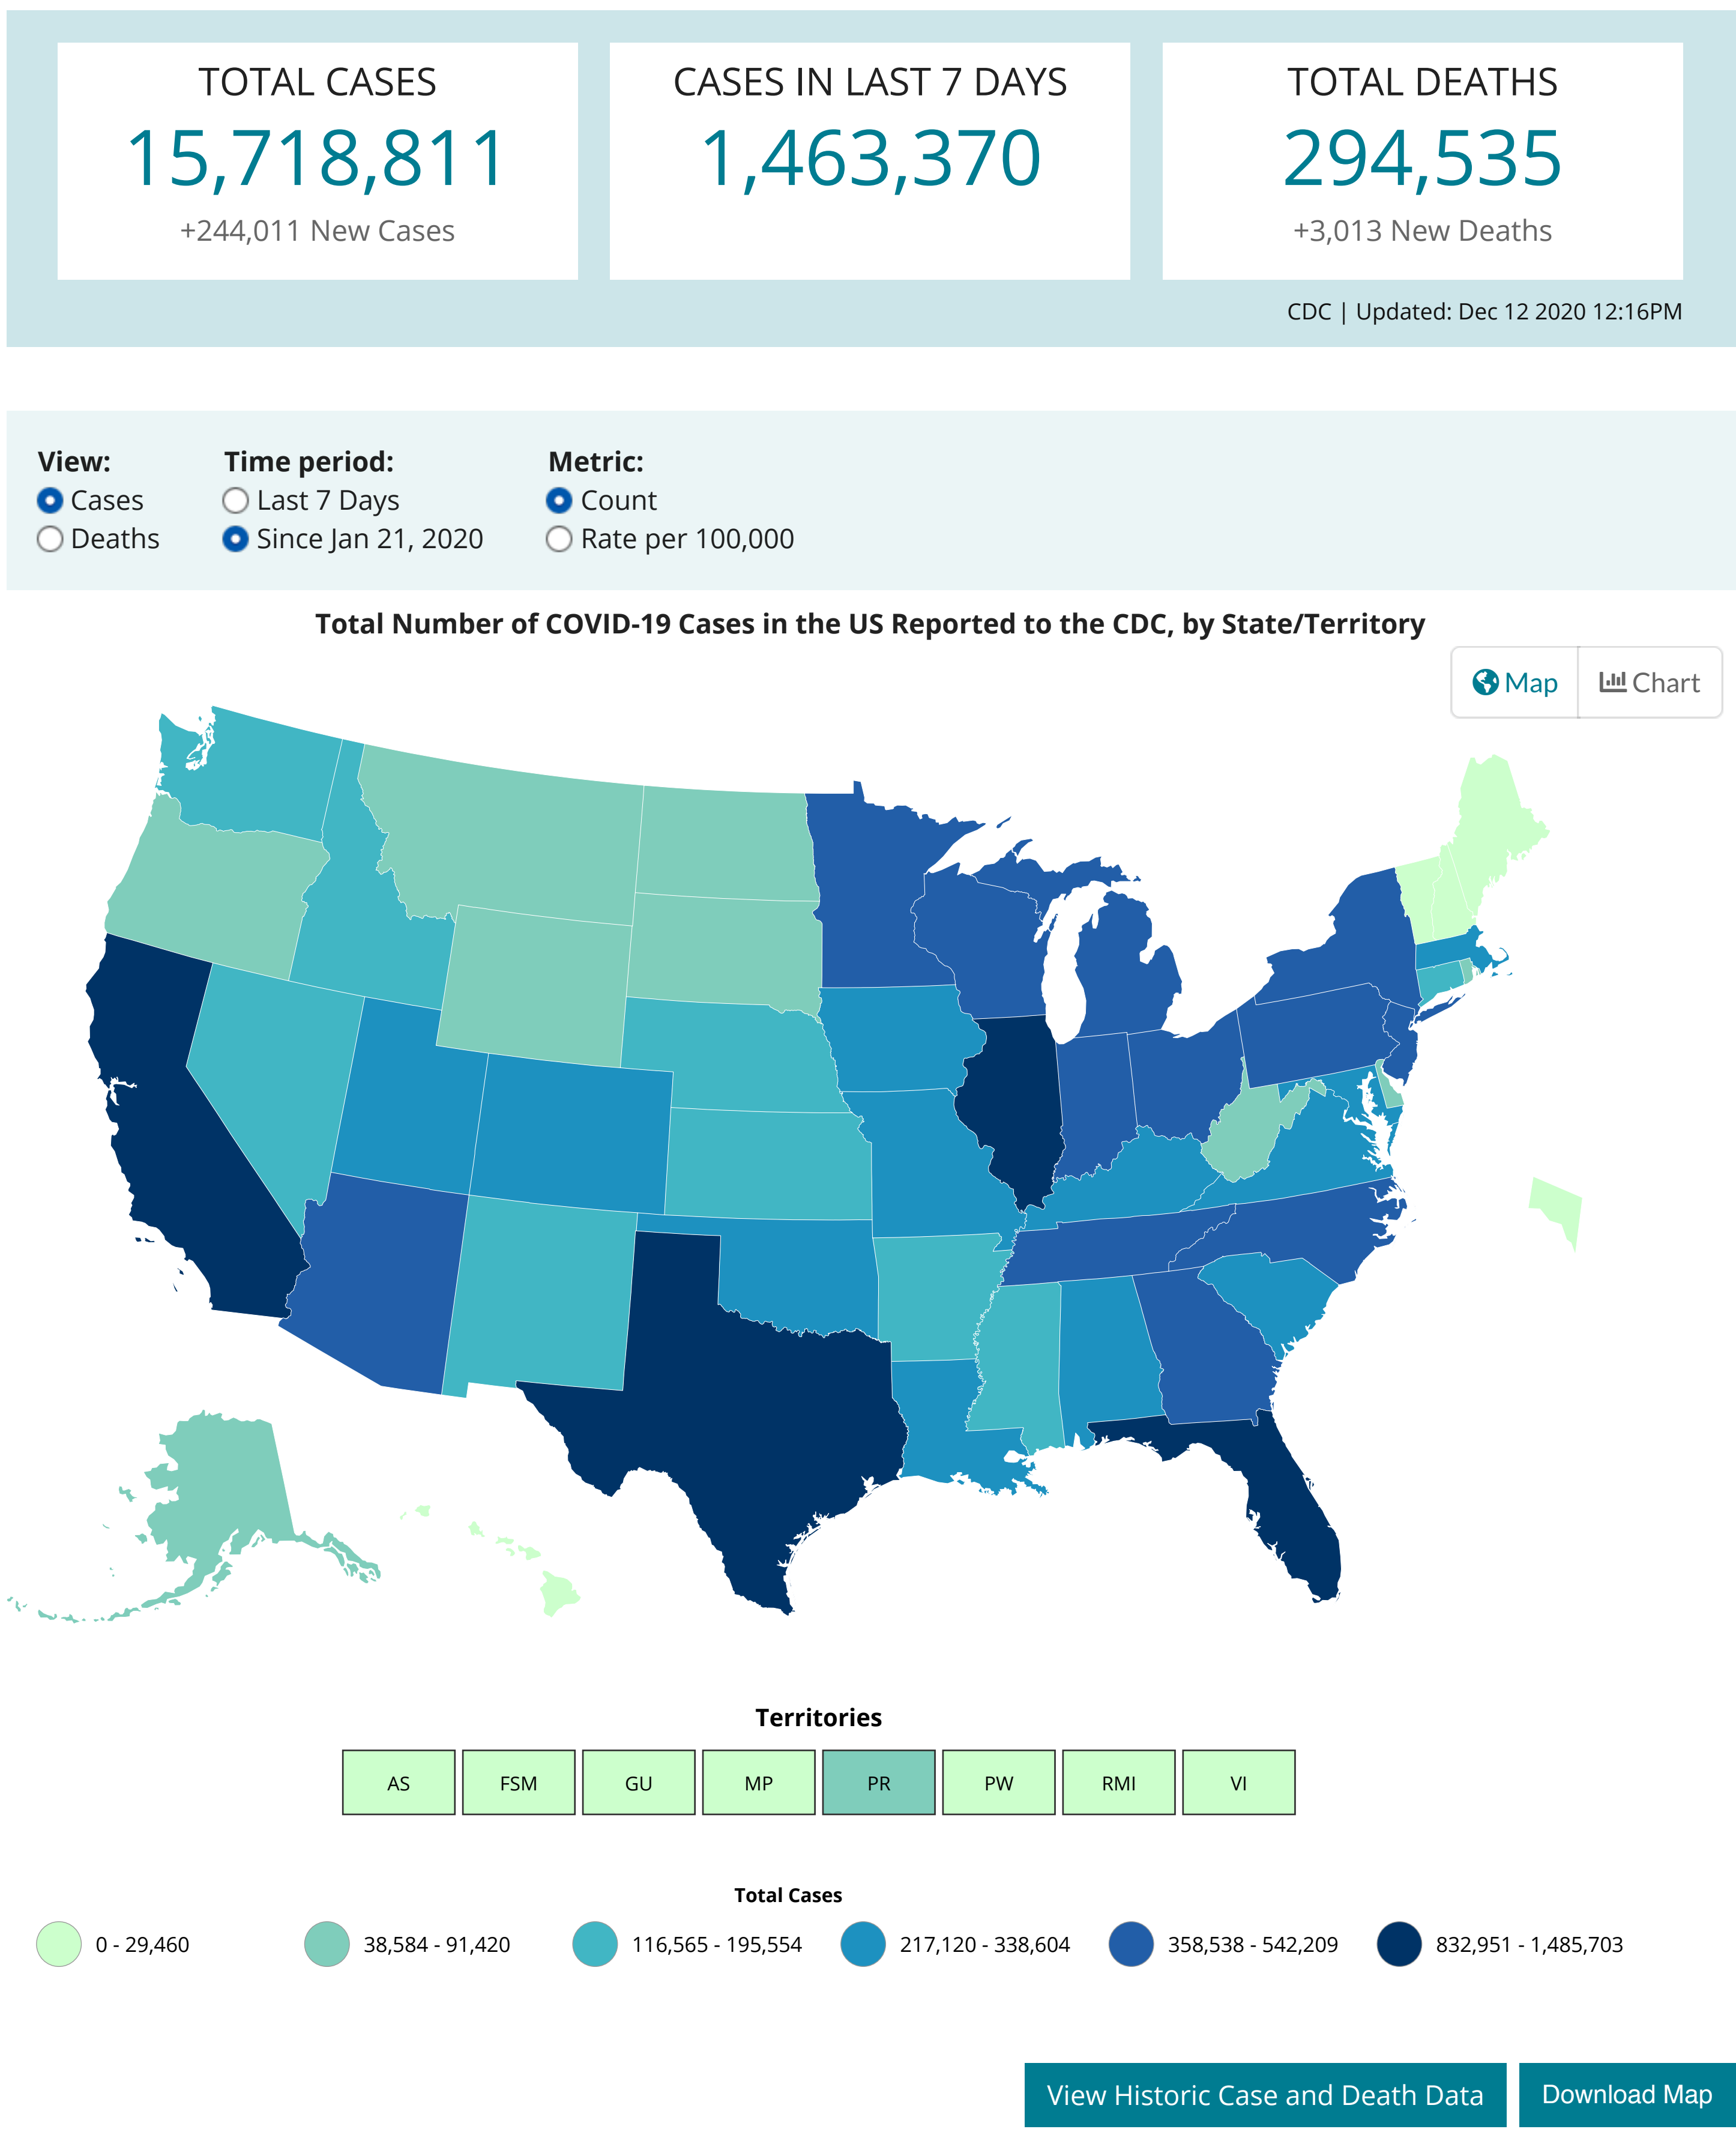 TOTAL CASES
15,718,811
+244,011 New Cases
CASES IN LAST 7 DAYS
1,463,370
TOTAL DEATHS
294,535
+3,013 New Deaths
CDC | Updated: Dec 12 2020 12:16PM
View:
Cases
Deaths
Time period:
Last 7 Days
Since Jan 21, 2020
Metric:
Count
Rate per 100,000
Total Number of COVID-19 Cases in the US Reported to the CDC, by State/Territory
Map
Chart
Territories
AS
FSM
GU
MP
PR
PW
RMI
VI
Total Cases
0 - 29,460
38,584 - 91,420
116,565 - 195,554
217,120 - 338,604
358,538 - 542,209
832,951 - 1,485,703
View Historic Case and Death Data
Download Map